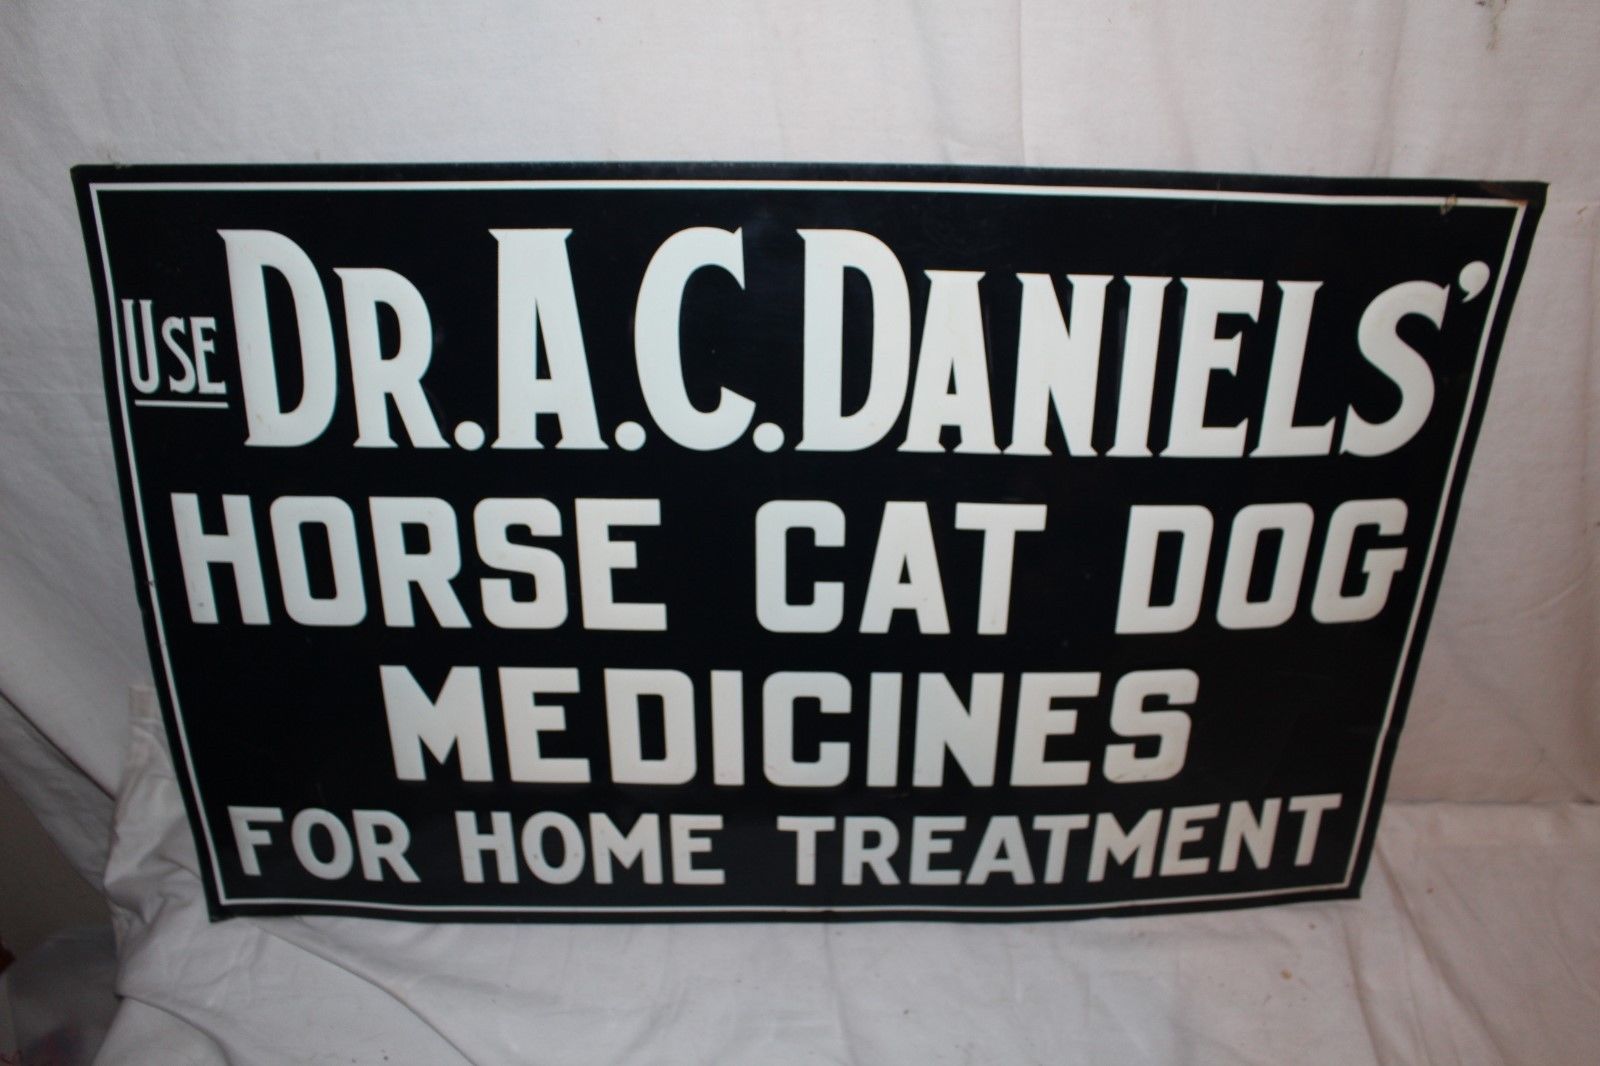 USE DR. A.C. DANIELS'
HORSE CAT DOG
MEDICINES
FOR HOME TREATMENT